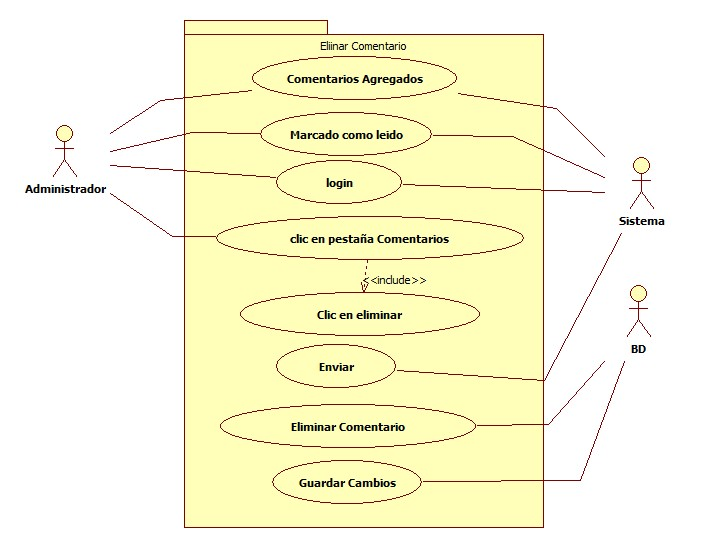 Eliinar Comentario
Comentarios Agregados
Marcado como leido
login
Administrador
Sistema
clic en pestaña Comentarios
<<include>>
Clic en eliminar
BD
Enviar
Eliminar Comentario
Guardar Cambios